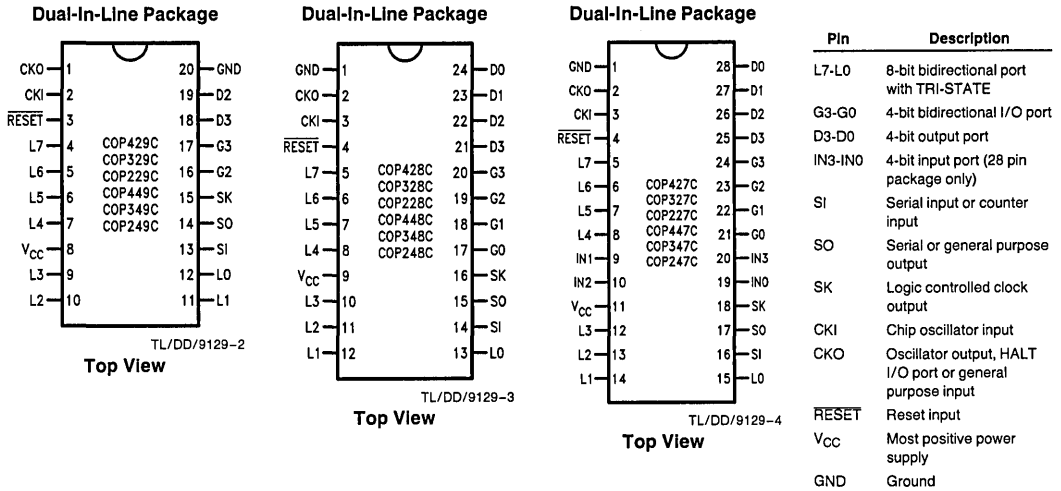 Dual-In-Line Package
CKO 1 20 GND
CKI 2 19 D2
RESET 3 18 D3
L7 4 17 G3
L6 5 16 G2
L5 6 15 SK
L4 7 14 SO
VCC 8 13 SI
L3 9 12 L0
L2 10 11 L1
COP429C
COP329C
COP229C
COP449C
COP349C
COP249C
TL/DD/9129-2
Top View
Dual-In-Line Package
GND 1 24 D0
CKO 2 23 D1
CKI 3 22 D2
RESET 4 21 D3
L7 5 20 G3
L6 6 19 G2
L5 7 18 G1
L4 8 17 G0
VCC 9 16 SK
L3 10 15 SO
L2 11 14 SI
L1 12 13 L0
COP428C
COP328C
COP228C
COP448C
COP348C
COP248C
TL/DD/9129-3
Top View
Dual-In-Line Package
GND 1 28 D0
CKO 2 27 D1
CKI 3 26 D2
RESET 4 25 D3
L7 5 24 G3
L6 6 23 G2
L5 7 22 G1
L4 8 21 G0
IN1 9 20 IN3
IN2 10 19 IN0
VCC 11 18 SK
L3 12 17 SO
L2 13 16 SI
L1 14 15 L0
COP427C
COP327C
COP227C
COP447C
COP347C
COP247C
TL/DD/9129-4
Top View
Pin Description
L7-L0 8-bit bidirectional port
with TRI-STATE
G3-G0 4-bit bidirectional I/O port
D3-D0 4-bit output port
IN3-IN0 4-bit input port (28 pin
package only)
SI Serial input or counter
input
SO Serial or general purpose
output
SK Logic controlled clock
output
CKI Chip oscillator input
CKO Oscillator output, HALT
I/O port or general
purpose input
RESET Reset input
VCC Most positive power
supply
GND Ground